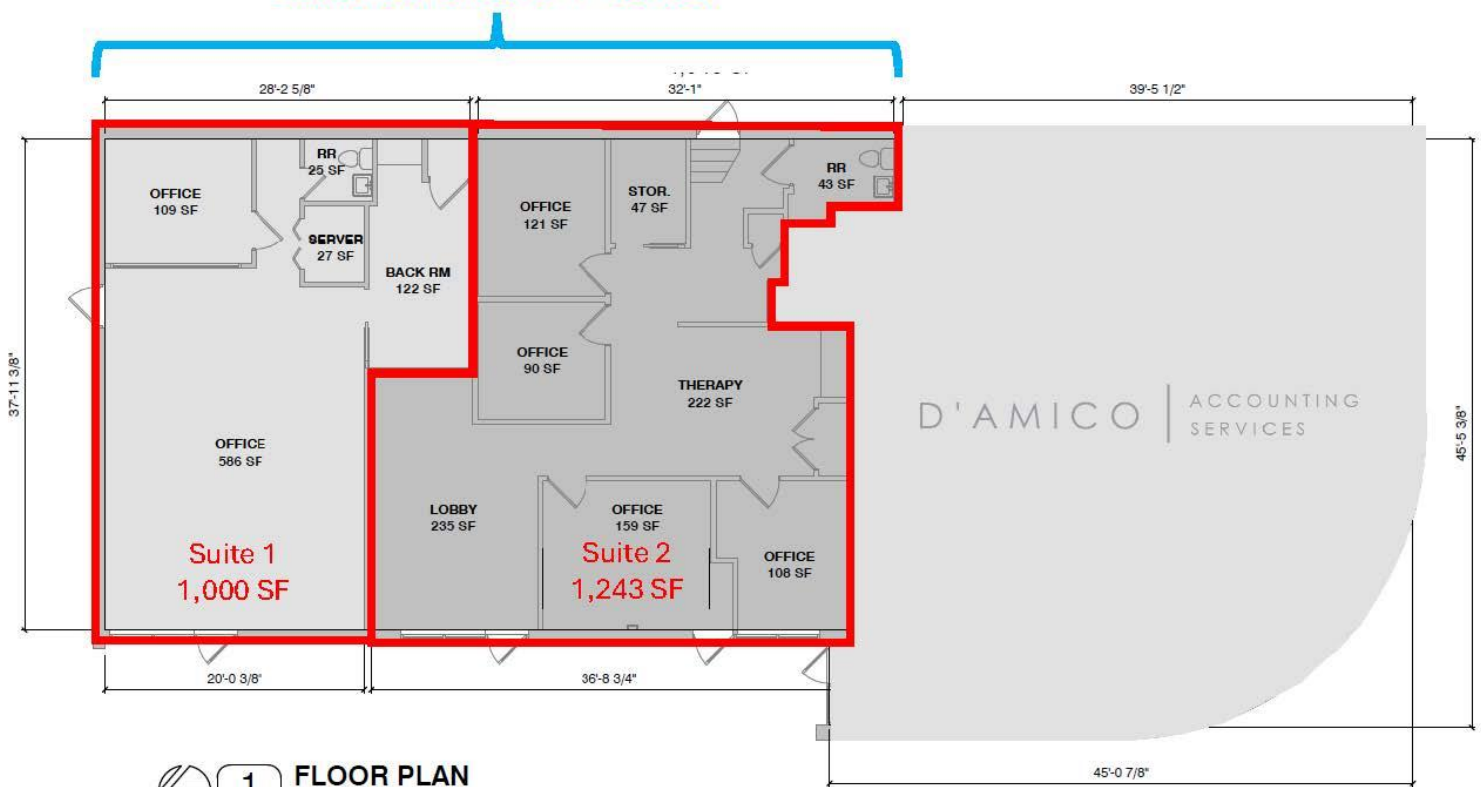 28'-2 5/8"
32'-1"
39'-5 1/2"
37'-11 3/8"
OFFICE
109 SF
RR
25 SF
SERVER
27 SF
BACK RM
122 SF
OFFICE
121 SF
STOR.
47 SF
RR
43 SF
OFFICE
90 SF
THERAPY
222 SF
D'AMICO
ACCOUNTING
SERVICES
45'-5 3/8"
OFFICE
586 SF
LOBBY
235 SF
OFFICE
159 SF
OFFICE
108 SF
Suite 1
1,000 SF
Suite 2
1,243 SF
20'-0 3/8"
36'-8 3/4"
45'-0 7/8"
1
FLOOR PLAN